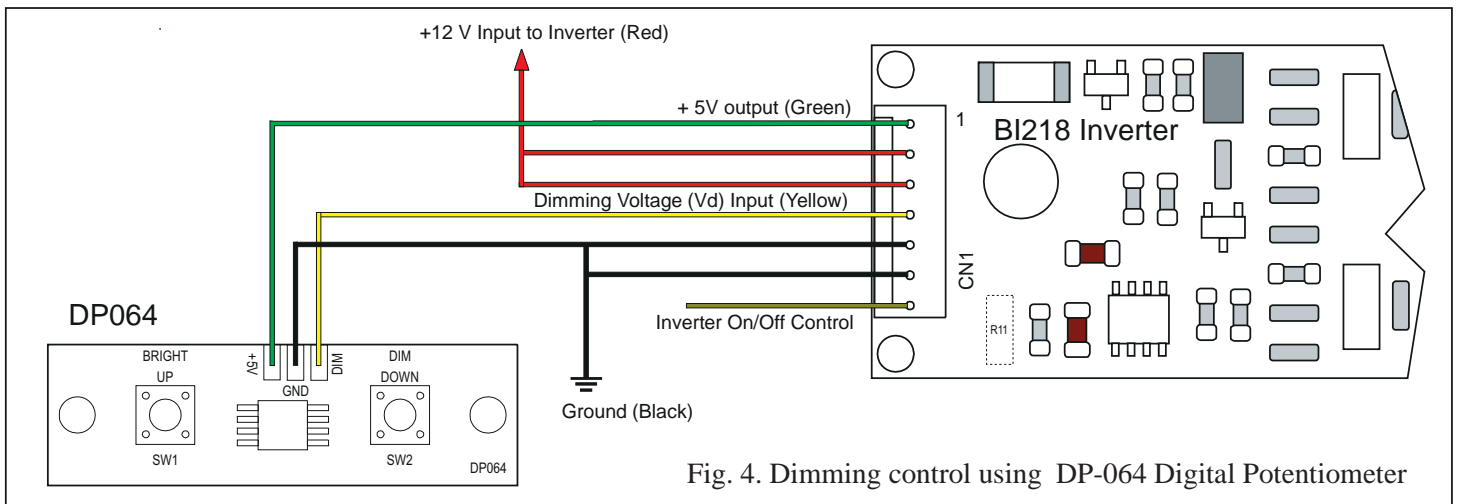 +12 V Input to Inverter (Red)
+ 5V output (Green)
1
BI218 Inverter
Dimming Voltage (Vd) Input (Yellow)
CN1
Inverter On/Off Control
R11
DP064
BRIGHT
UP
+5V
GND
DIM
DIM
DOWN
SW1
SW2
DP064
Ground (Black)
Fig. 4. Dimming control using DP-064 Digital Potentiometer